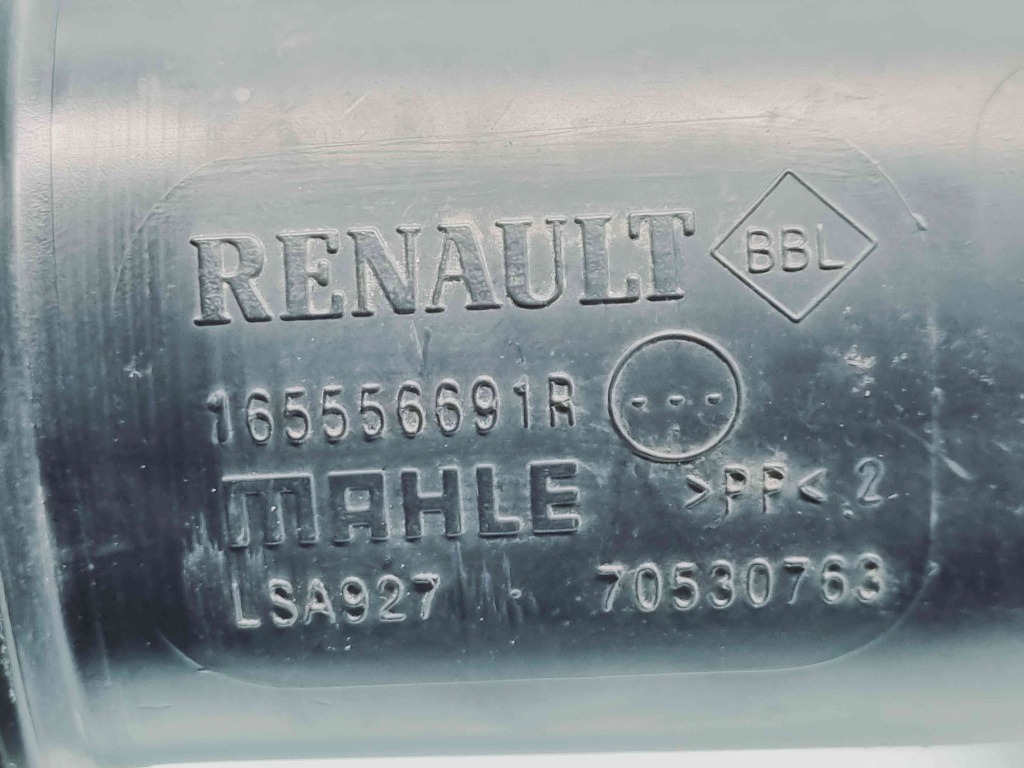 RENAULT BBL
165556691R
MAHLE >PP< 2
LSA927 70530763